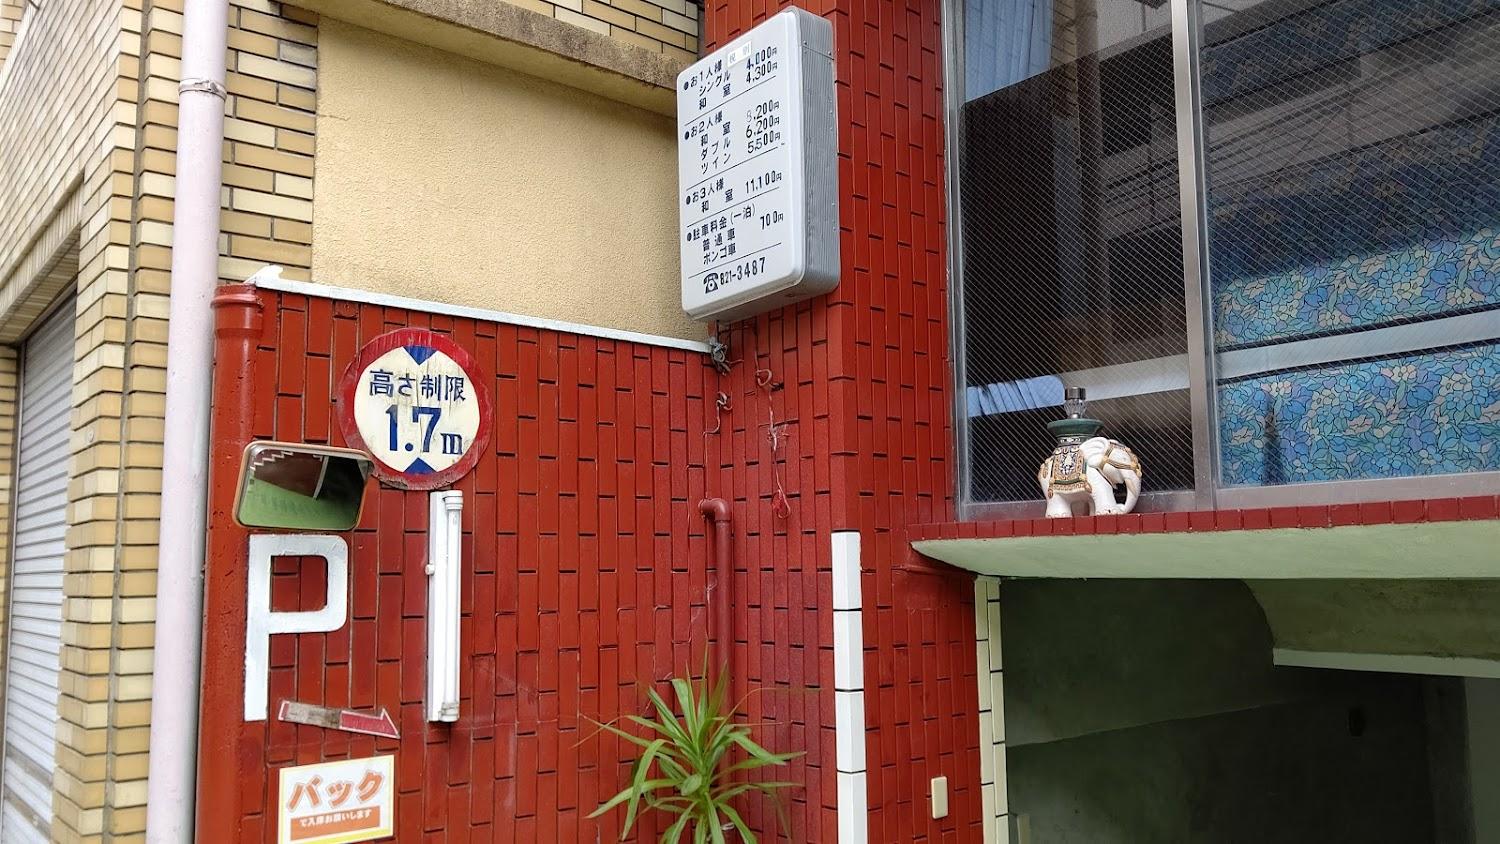 税別
●お1人様
シングル 4,000円
和室 4,300円
●お2人様
和室 8,200円
ダブル 6,200円
ツイン 5,500円
●お3人様
和室 11,100円
●駐車料金(一泊)
普通車 700円
ボンゴ車
☎821-3487
高さ制限
1.7m
P
バック
で入庫お願いします